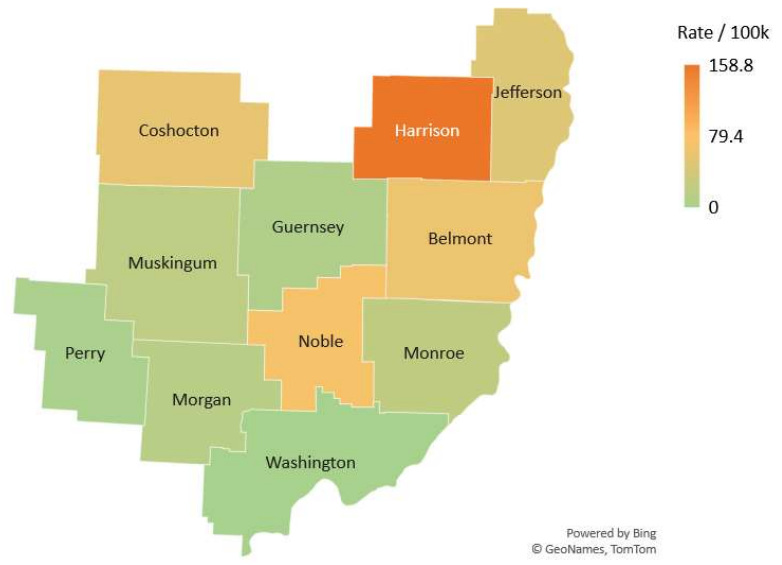 Rate / 100k
158.8
Jefferson
Coshocton
Harrison
79.4
0
Guernsey
Belmont
Muskingum
Noble
Perry
Monroe
Morgan
Washington
Powered by Bing
© GeoNames, TomTom